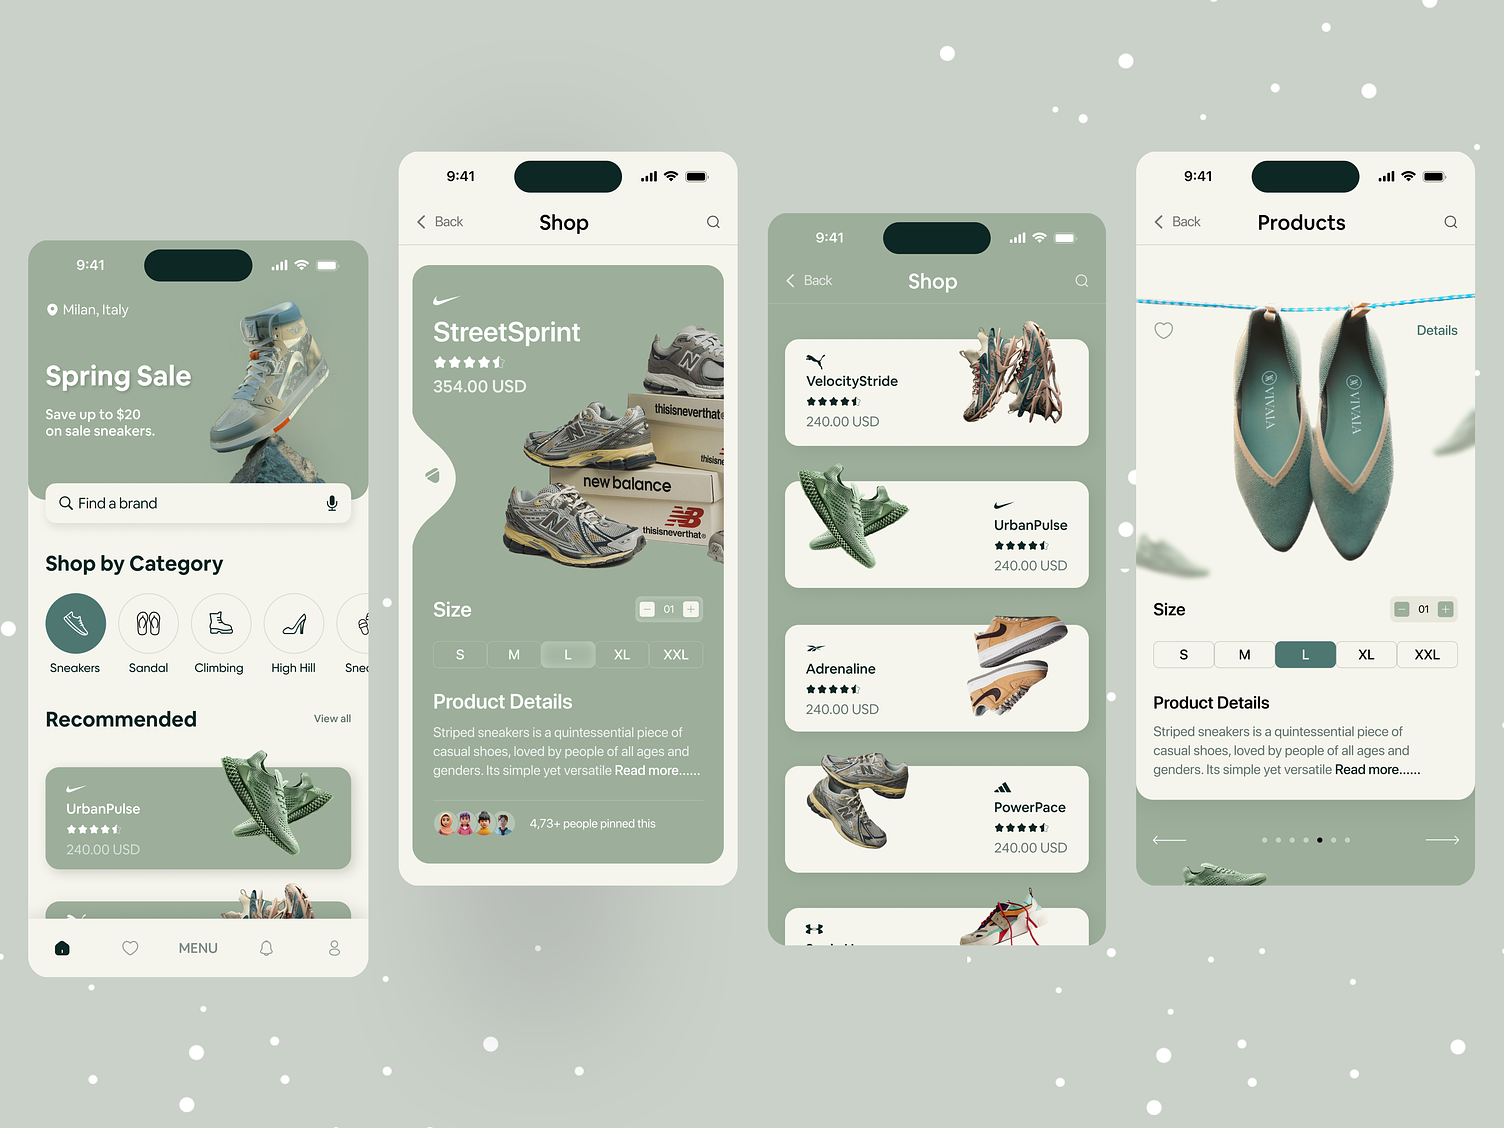 9:41
Milan, Italy
Spring Sale
Save up to $20
on sale sneakers.
Find a brand
Shop by Category
Sneakers
Sandal
Climbing
High Hill
Recommended
View all
UrbanPulse
240.00 USD
MENU
9:41
Back
Shop
StreetSprint
354.00 USD
thisisneverthat®
new balance
thisisneverthat®
Size
01
S
M
L
XL
XXL
Product Details
Striped sneakers is a quintessential piece of
casual shoes, loved by people of all ages and
genders. Its simple yet versatile Read more......
4,73+ people pinned this
9:41
Back
Shop
VelocityStride
240.00 USD
UrbanPulse
240.00 USD
Adrenaline
240.00 USD
PowerPace
240.00 USD
9:41
Back
Products
Details
VIVAIA
VIVAIA
Size
01
S
M
L
XL
XXL
Product Details
Striped sneakers is a quintessential piece of
casual shoes, loved by people of all ages and
genders. Its simple yet versatile Read more......